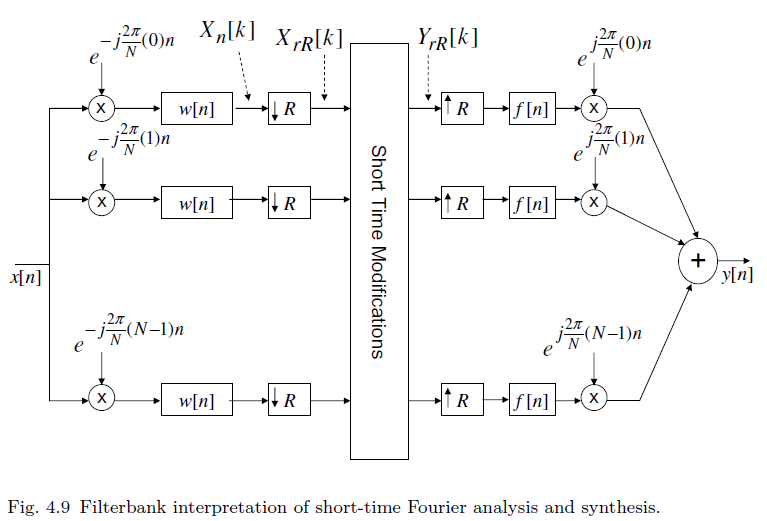 e^{-j\frac{2\pi}{N}(0)n} X_n[k] X_{rR}[k] Y_{rR}[k] e^{j\frac{2\pi}{N}(0)n}
x w[n] ↓ R ↑ R f[n] x
e^{-j\frac{2\pi}{N}(1)n} e^{j\frac{2\pi}{N}(1)n}
x w[n] ↓ R ↑ R f[n] x
Short Time Modifications
x[n] + y[n]
e^{-j\frac{2\pi}{N}(N–1)n} e^{j\frac{2\pi}{N}(N–1)n}
x w[n] ↓ R ↑ R f[n] x
Fig. 4.9 Filterbank interpretation of short-time Fourier analysis and synthesis.